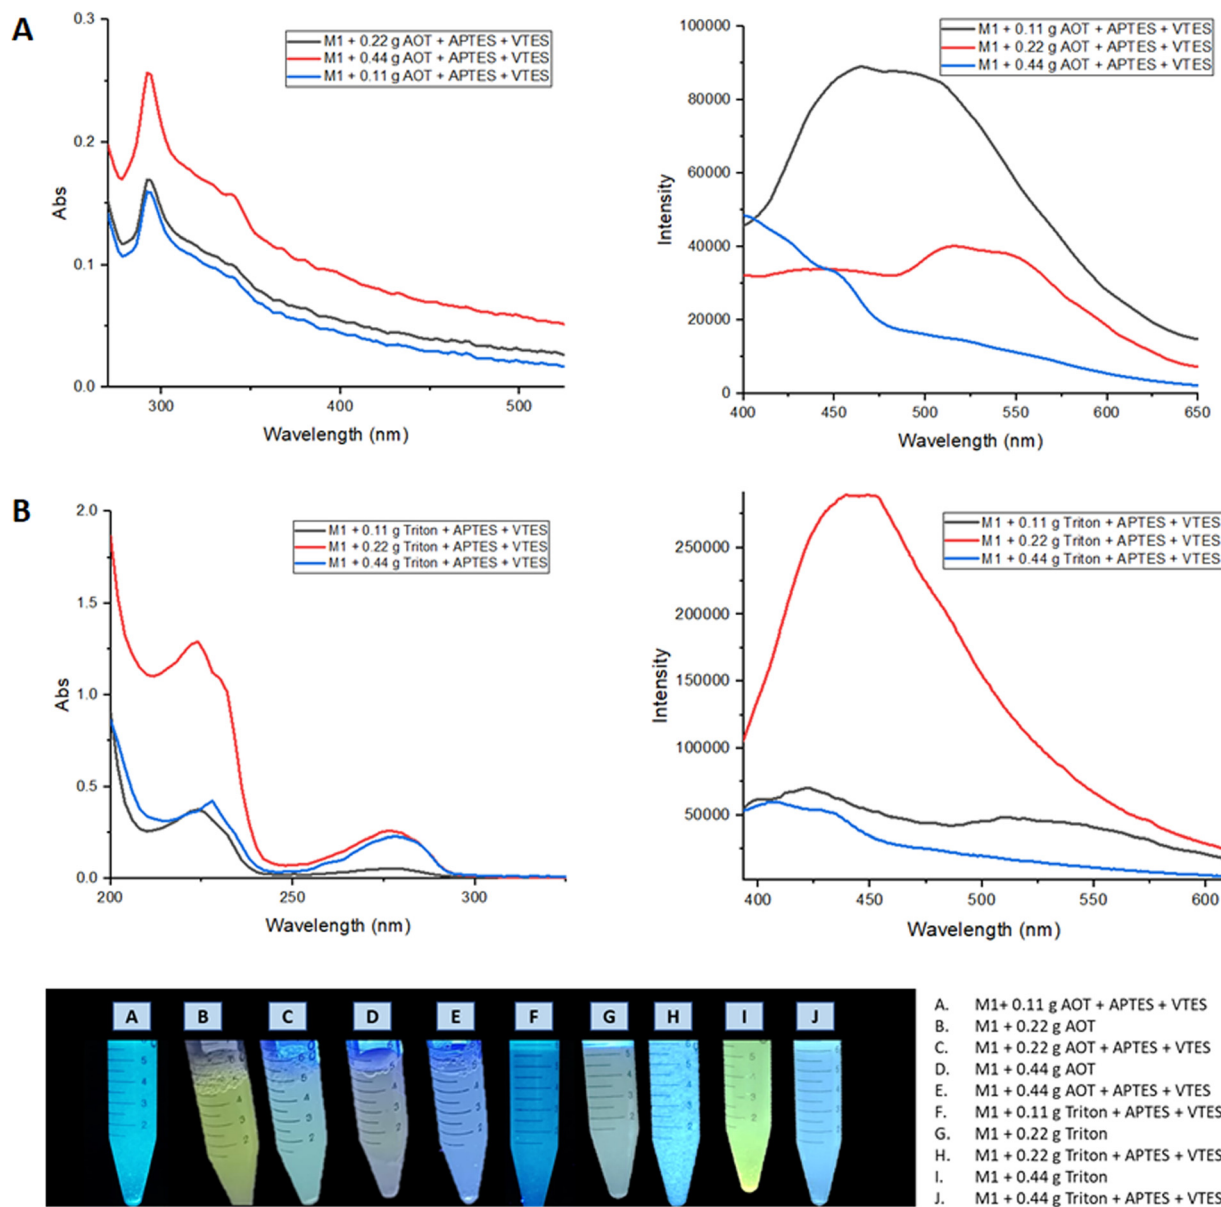 A
M1 + 0.22 g AOT + APTES + VTES
M1 + 0.44 g AOT + APTES + VTES
M1 + 0.11 g AOT + APTES + VTES
0.3
0.2
0.1
0.0
Abs
300
400
500
Wavelength (nm)
M1 + 0.11 g AOT + APTES + VTES
M1 + 0.22 g AOT + APTES + VTES
M1 + 0.44 g AOT + APTES + VTES
100000
80000
60000
40000
20000
0
Intensity
400
450
500
550
600
650
Wavelength (nm)
B
M1 + 0.11 g Triton + APTES + VTES
M1 + 0.22 g Triton + APTES + VTES
M1 + 0.44 g Triton + APTES + VTES
2.0
1.5
1.0
0.5
0.0
Abs
200
250
300
Wavelength (nm)
M1 + 0.11 g Triton + APTES + VTES
M1 + 0.22 g Triton + APTES + VTES
M1 + 0.44 g Triton + APTES + VTES
250000
200000
150000
100000
50000
Intensity
400
450
500
550
600
Wavelength (nm)
A B C D E F G H I J
A. M1+ 0.11 g AOT + APTES + VTES
B. M1 + 0.22 g AOT
C. M1 + 0.22 g AOT + APTES + VTES
D. M1 + 0.44 g AOT
E. M1 + 0.44 g AOT + APTES + VTES
F. M1 + 0.11 g Triton + APTES + VTES
G. M1 + 0.22 g Triton
H. M1 + 0.22 g Triton + APTES + VTES
I. M1 + 0.44 g Triton
J. M1 + 0.44 g Triton + APTES + VTES